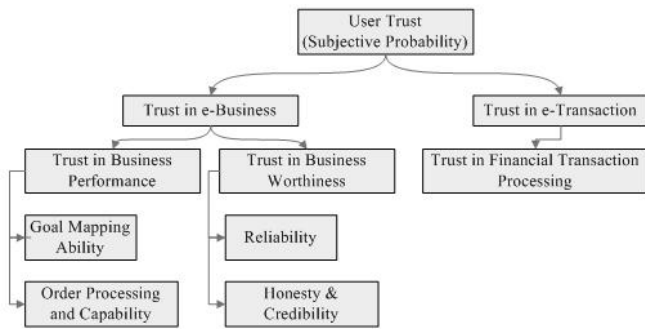 User Trust
(Subjective Probability)
Trust in e-Business
Trust in e-Transaction
Trust in Business
Performance
Trust in Business
Worthiness
Trust in Financial Transaction
Processing
Goal Mapping
Ability
Reliability
Order Processing
and Capability
Honesty &
Credibility